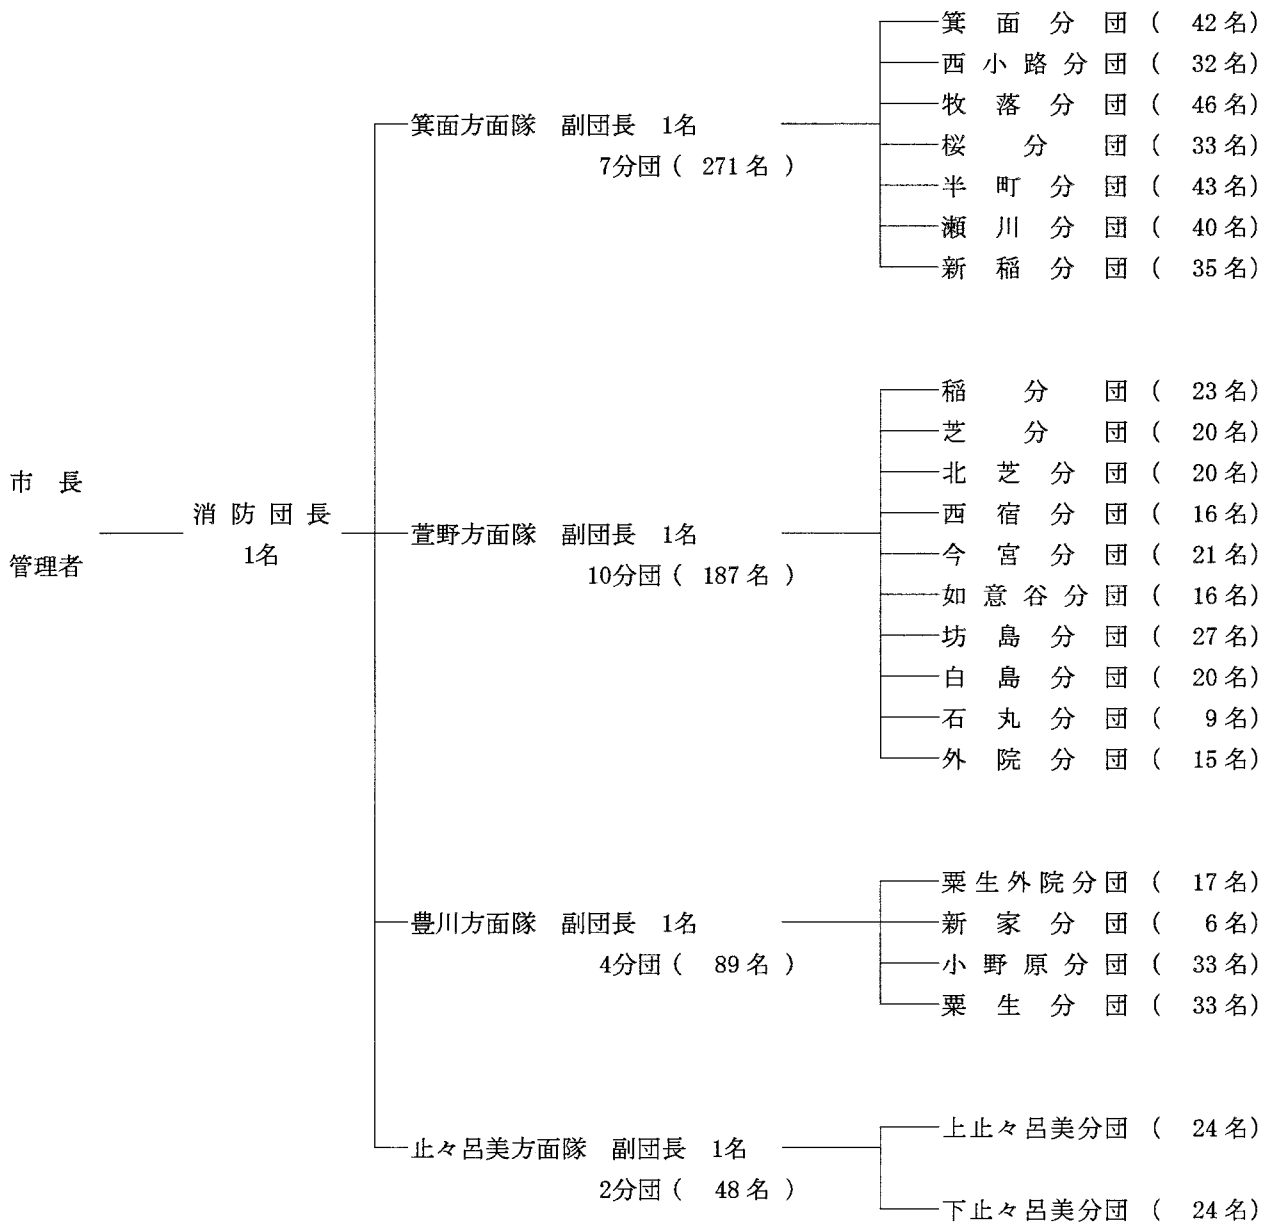 市長
管理者
消防団長
1名
箕面方面隊 副団長 1名
7分団 ( 271 名 )
箕面分団 ( 42 名)
西小路分団 ( 32 名)
牧落分団 ( 46 名)
桜分団 ( 33 名)
半町分団 ( 43 名)
瀬川分団 ( 40 名)
新稲分団 ( 35 名)
萱野方面隊 副団長 1名
10分団 ( 187 名 )
稲分団 ( 23 名)
芝分団 ( 20 名)
北芝分団 ( 20 名)
西宿分団 ( 16 名)
今宮分団 ( 21 名)
如意谷分団 ( 16 名)
坊島分団 ( 27 名)
白島分団 ( 20 名)
石丸分団 ( 9 名)
外院分団 ( 15 名)
豊川方面隊 副団長 1名
4分団 ( 89 名 )
粟生外院分団 ( 17 名)
新家分団 ( 6 名)
小野原分団 ( 33 名)
粟生分団 ( 33 名)
止々呂美方面隊 副団長 1名
2分団 ( 48 名 )
上止々呂美分団 ( 24 名)
下止々呂美分団 ( 24 名)